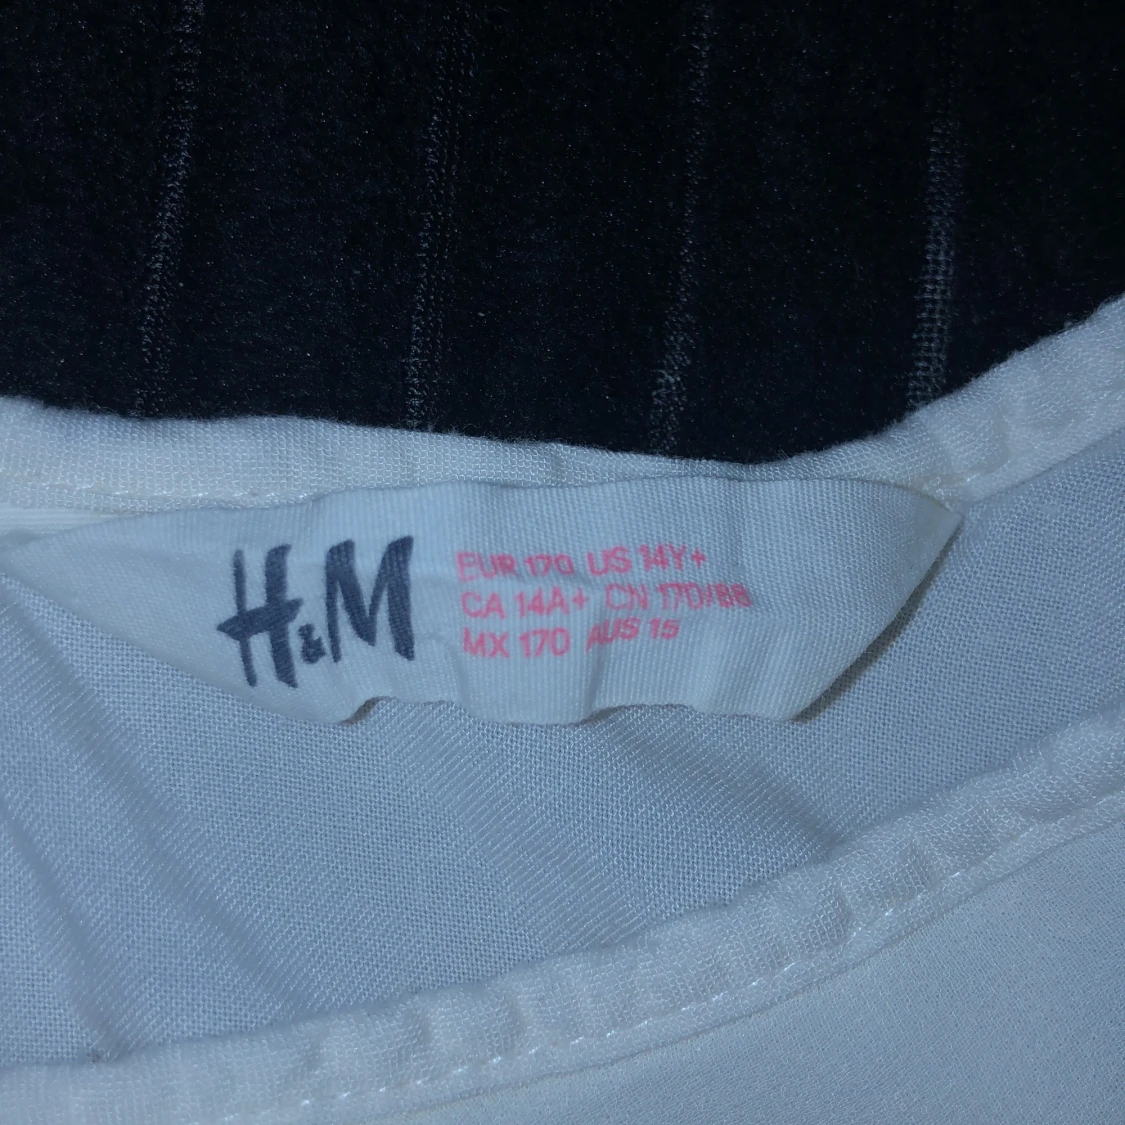 H&M
EUR 170 US 14Y+
CA 14A+ CN 170/88
MX 170 AUS 15